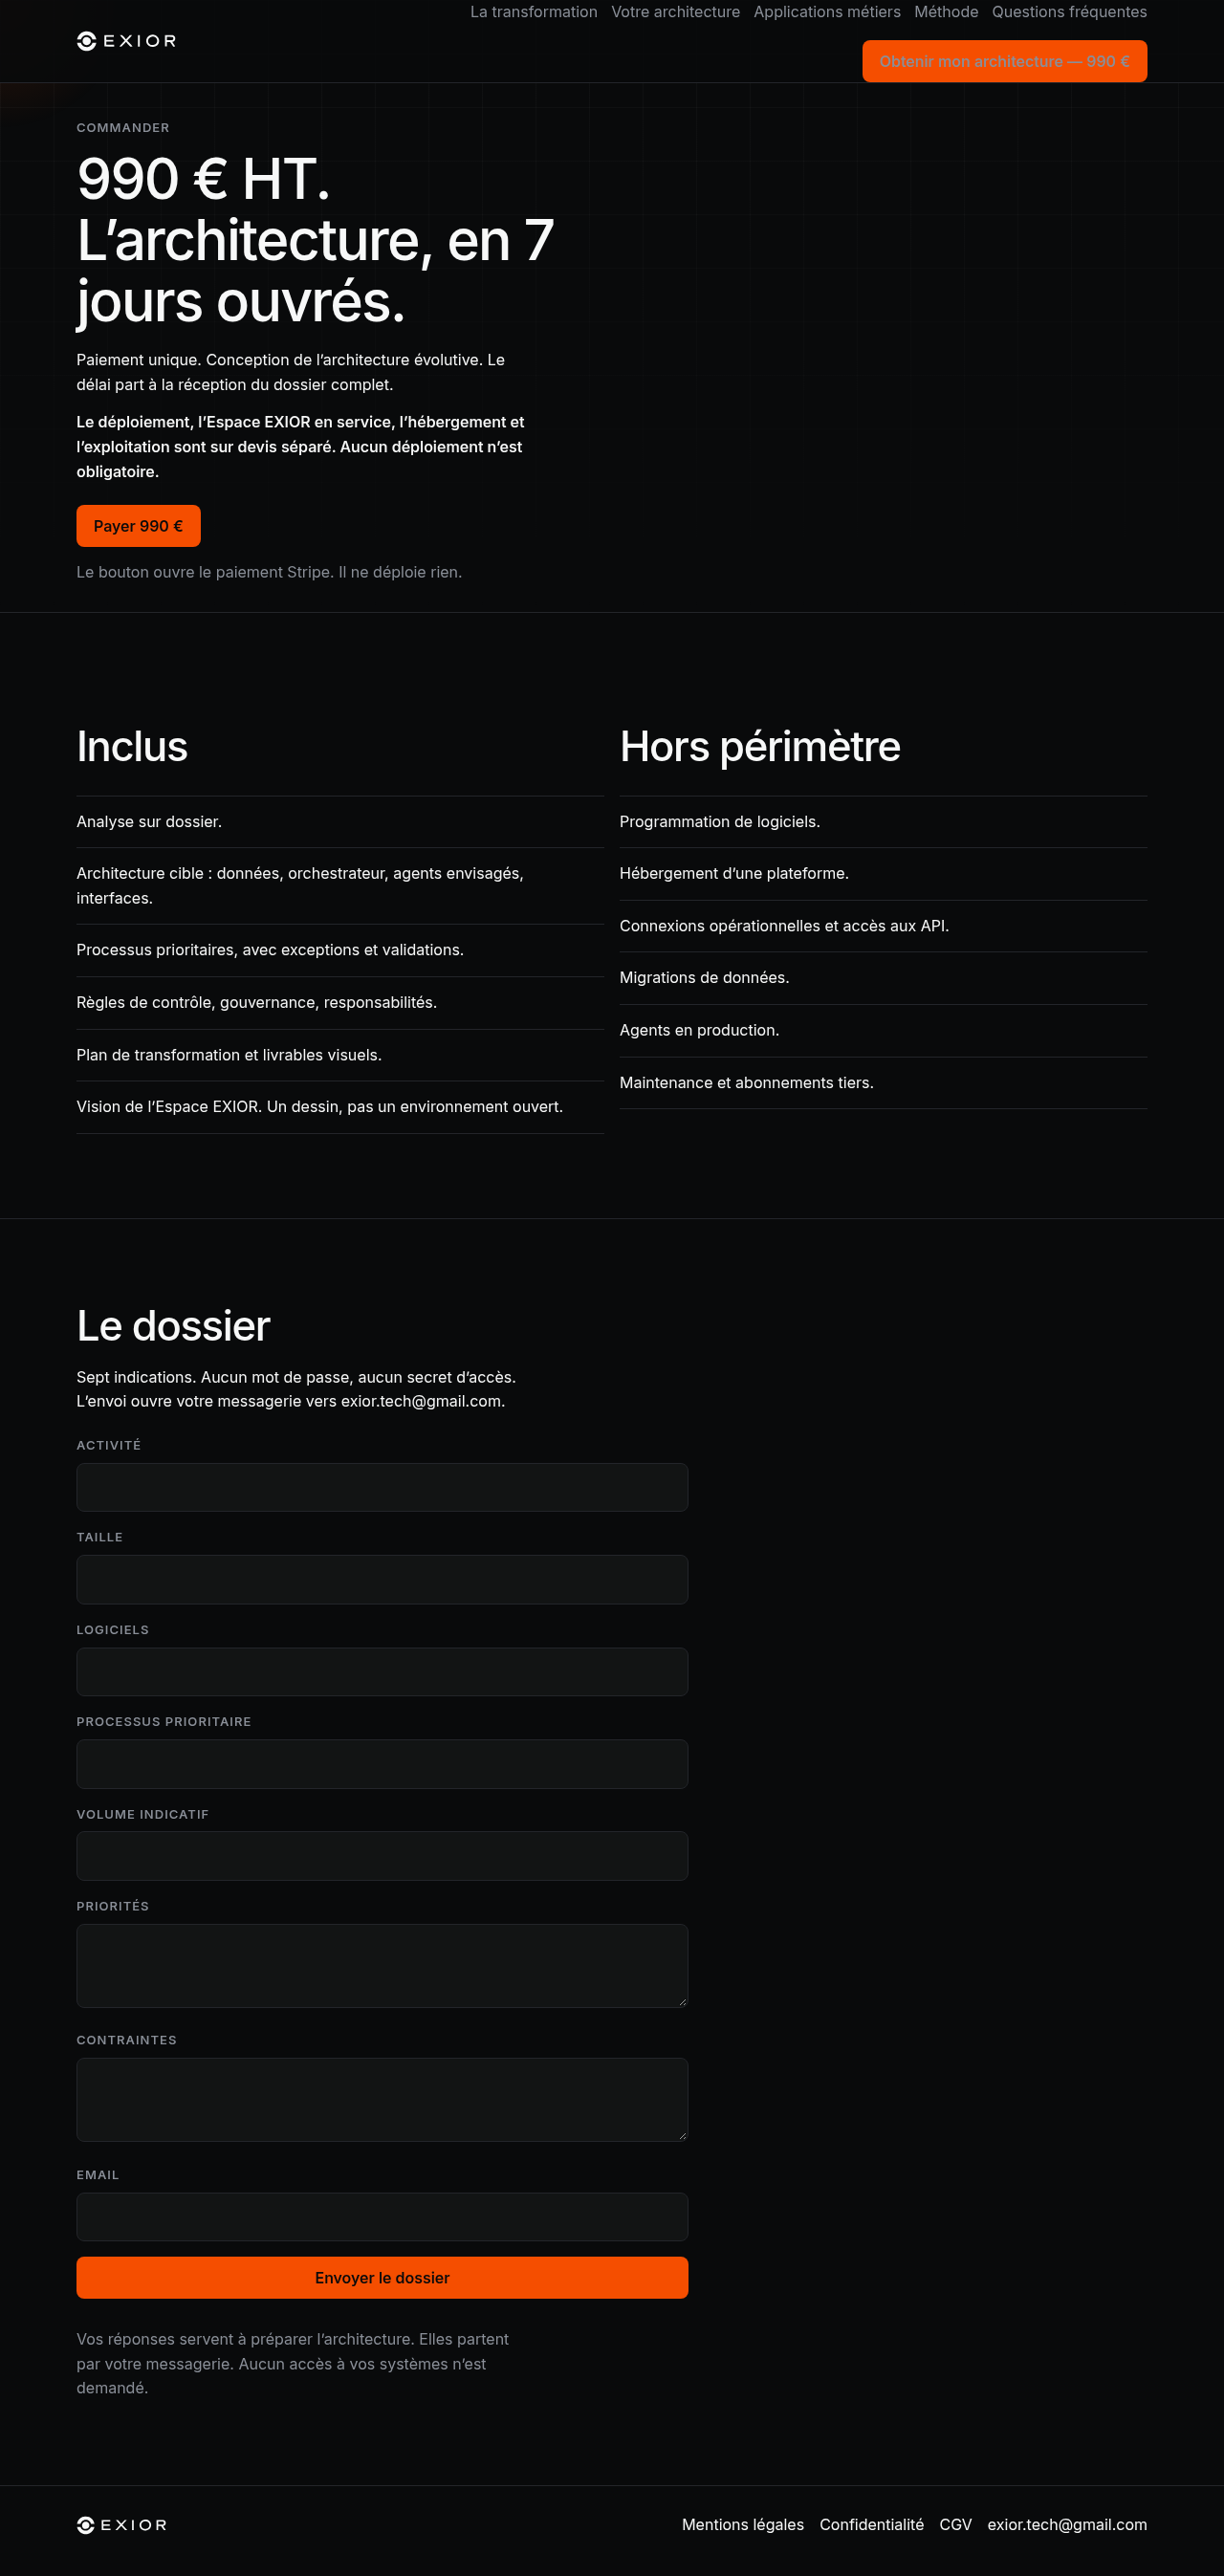 EXIOR
La transformation Votre architecture Applications métiers Méthode Questions fréquentes
Obtenir mon architecture — 990 €
COMMANDER
990 € HT.
L’architecture, en 7
jours ouvrés.
Paiement unique. Conception de l’architecture évolutive. Le
délai part à la réception du dossier complet.
Le déploiement, l’Espace EXIOR en service, l’hébergement et
l’exploitation sont sur devis séparé. Aucun déploiement n’est
obligatoire.
Payer 990 €
Le bouton ouvre le paiement Stripe. Il ne déploie rien.
Inclus
Analyse sur dossier.
Architecture cible : données, orchestrateur, agents envisagés,
interfaces.
Processus prioritaires, avec exceptions et validations.
Règles de contrôle, gouvernance, responsabilités.
Plan de transformation et livrables visuels.
Vision de l’Espace EXIOR. Un dessin, pas un environnement ouvert.
Hors périmètre
Programmation de logiciels.
Hébergement d’une plateforme.
Connexions opérationnelles et accès aux API.
Migrations de données.
Agents en production.
Maintenance et abonnements tiers.
Le dossier
Sept indications. Aucun mot de passe, aucun secret d’accès.
L’envoi ouvre votre messagerie vers exior.tech@gmail.com.
ACTIVITÉ
TAILLE
LOGICIELS
PROCESSUS PRIORITAIRE
VOLUME INDICATIF
PRIORITÉS
CONTRAINTES
EMAIL
Envoyer le dossier
Vos réponses servent à préparer l’architecture. Elles partent
par votre messagerie. Aucun accès à vos systèmes n’est
demandé.
EXIOR
Mentions légales Confidentialité CGV exior.tech@gmail.com